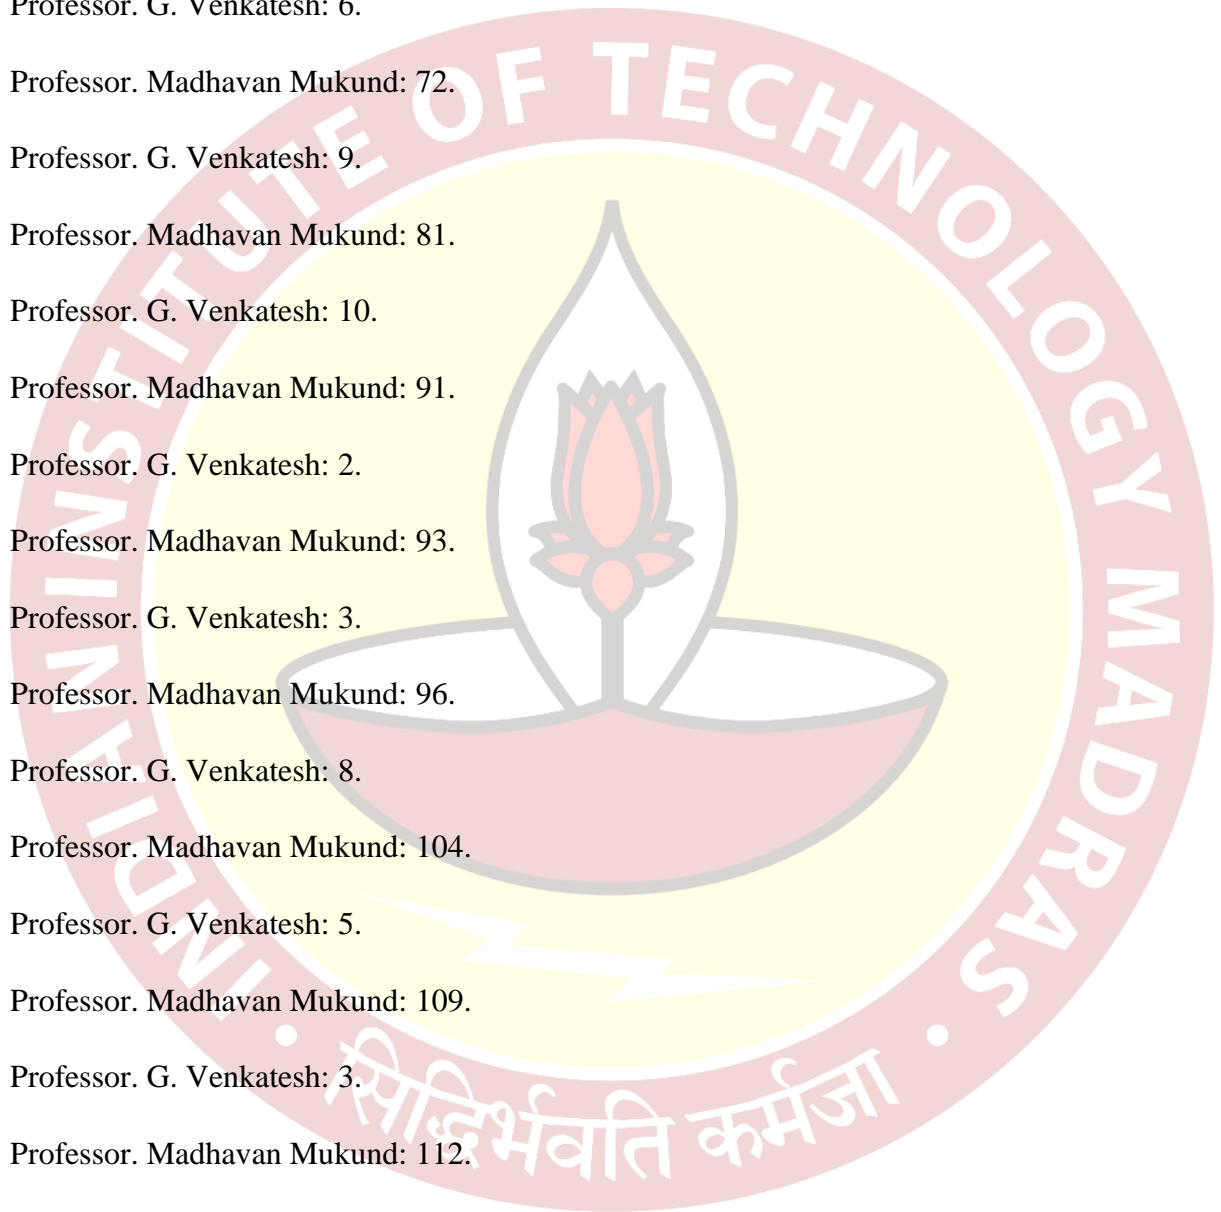 Professor. G. Venkatesh: 6.
Professor. Madhavan Mukund: 72.
Professor. G. Venkatesh: 9.
Professor. Madhavan Mukund: 81.
Professor. G. Venkatesh: 10.
Professor. Madhavan Mukund: 91.
Professor. G. Venkatesh: 2.
Professor. Madhavan Mukund: 93.
Professor. G. Venkatesh: 3.
Professor. Madhavan Mukund: 96.
Professor. G. Venkatesh: 8.
Professor. Madhavan Mukund: 104.
Professor. G. Venkatesh: 5.
Professor. Madhavan Mukund: 109.
Professor. G. Venkatesh: 3.
Professor. Madhavan Mukund: 112.
INDIAN INSTITUTE OF TECHNOLOGY MADRAS
सिद्धिर्भवति कर्मजा